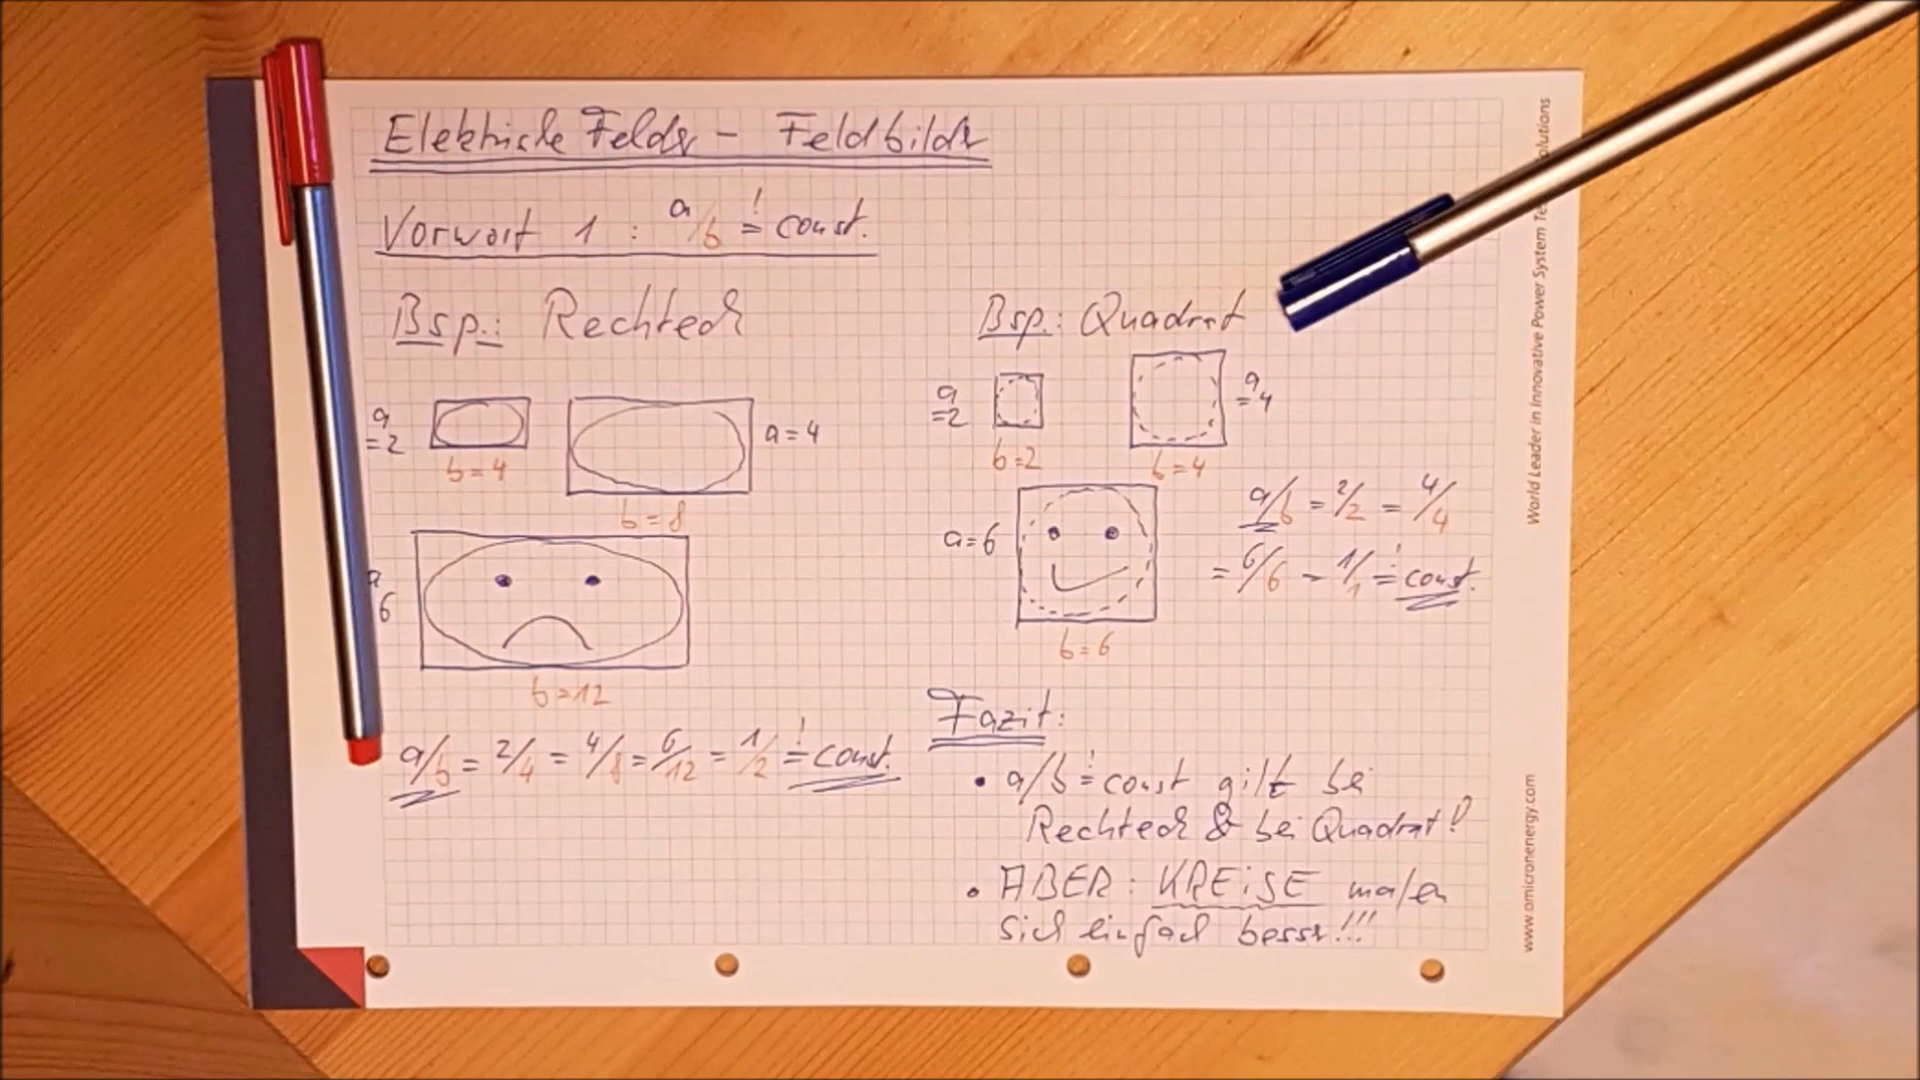 Elektrische Felder - Feldbilder
Vorwort 1 : a/b != const.
Bsp.: Rechteck
a
=2
b = 4
a = 4
b = 8
a
6
b = 12
a/b = 2/4 = 4/8 = 6/12 = 1/2 != const.
Bsp.: Quadrat
a
=2
b = 2
a
= 4
b = 4
a = 6
b = 6
a/b = 2/2 = 4/4
= 6/6 = 1/1 != const.
Fazit:
• a/b != const gilt bei
Rechteck & bei Quadrat!
• ABER: KREiSE malen
sich einfach besser!!!
World Leader in Innovative Power System Te Solutions
www.omicronenergy.com